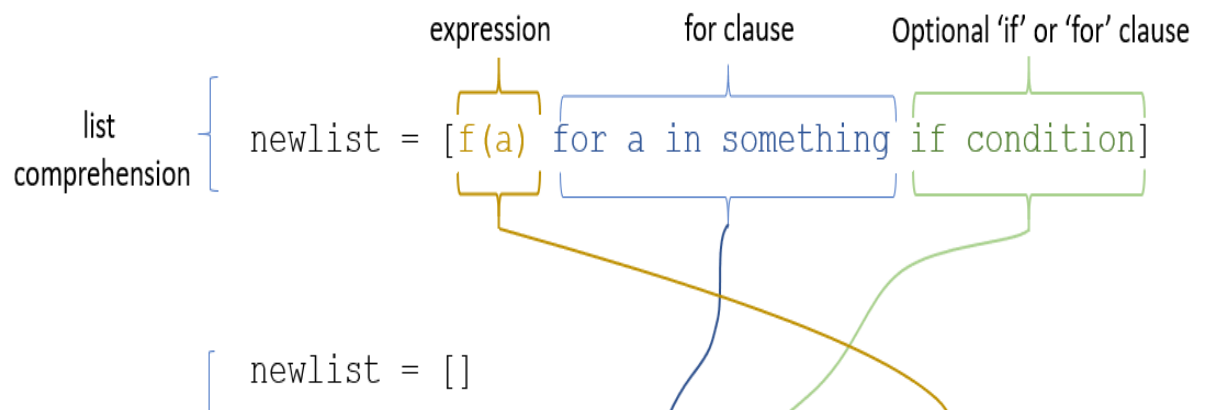 expression for clause Optional ‘if’ or ‘for’ clause
list
comprehension
newlist = [f(a) for a in something if condition]
newlist = []